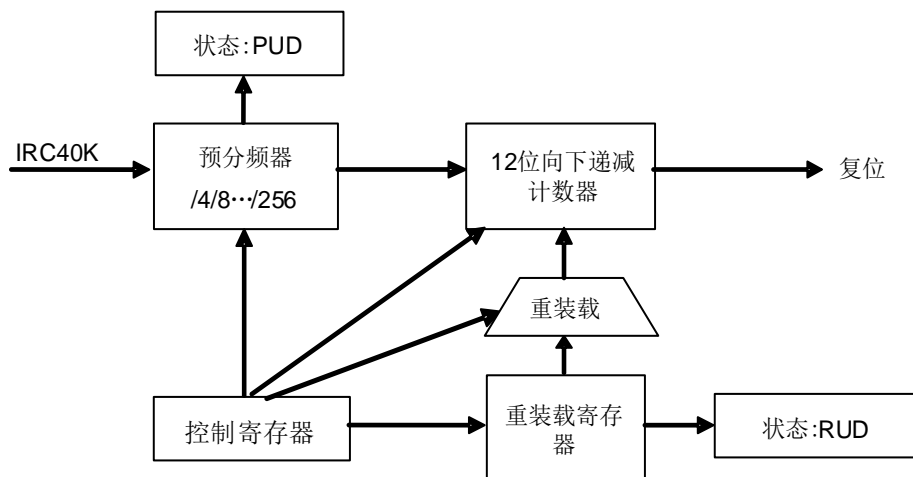 状态:PUD
IRC40K
预分频器
/4/8···/256
12位向下递减
计数器
复位
重装载
控制寄存器
重装载寄存
器
状态:RUD